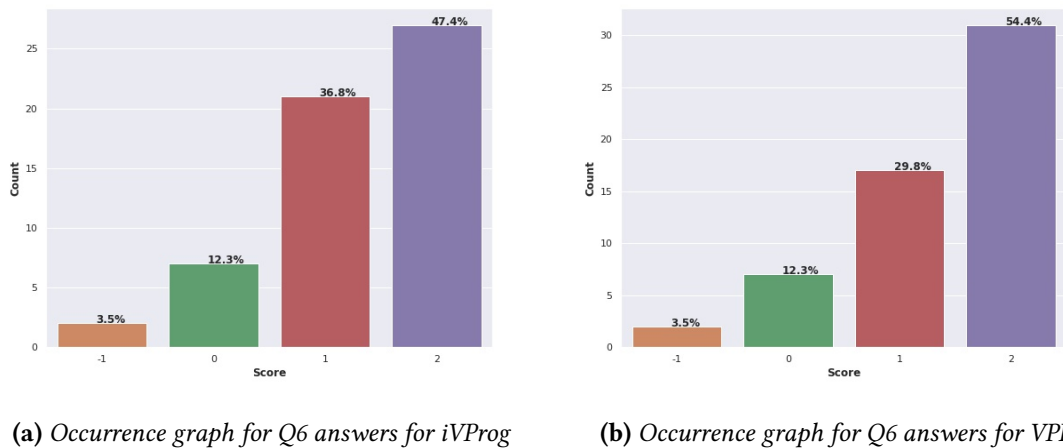 47.4%
25
36.8%
20
15
Count
10
12.3%
5
3.5%
0
-1 0 1 2
Score
54.4%
30
25
20
29.8%
15
Count
10
12.3%
5
3.5%
0
-1 0 1 2
Score
(a) Occurrence graph for Q6 answers for iVProg
(b) Occurrence graph for Q6 answers for